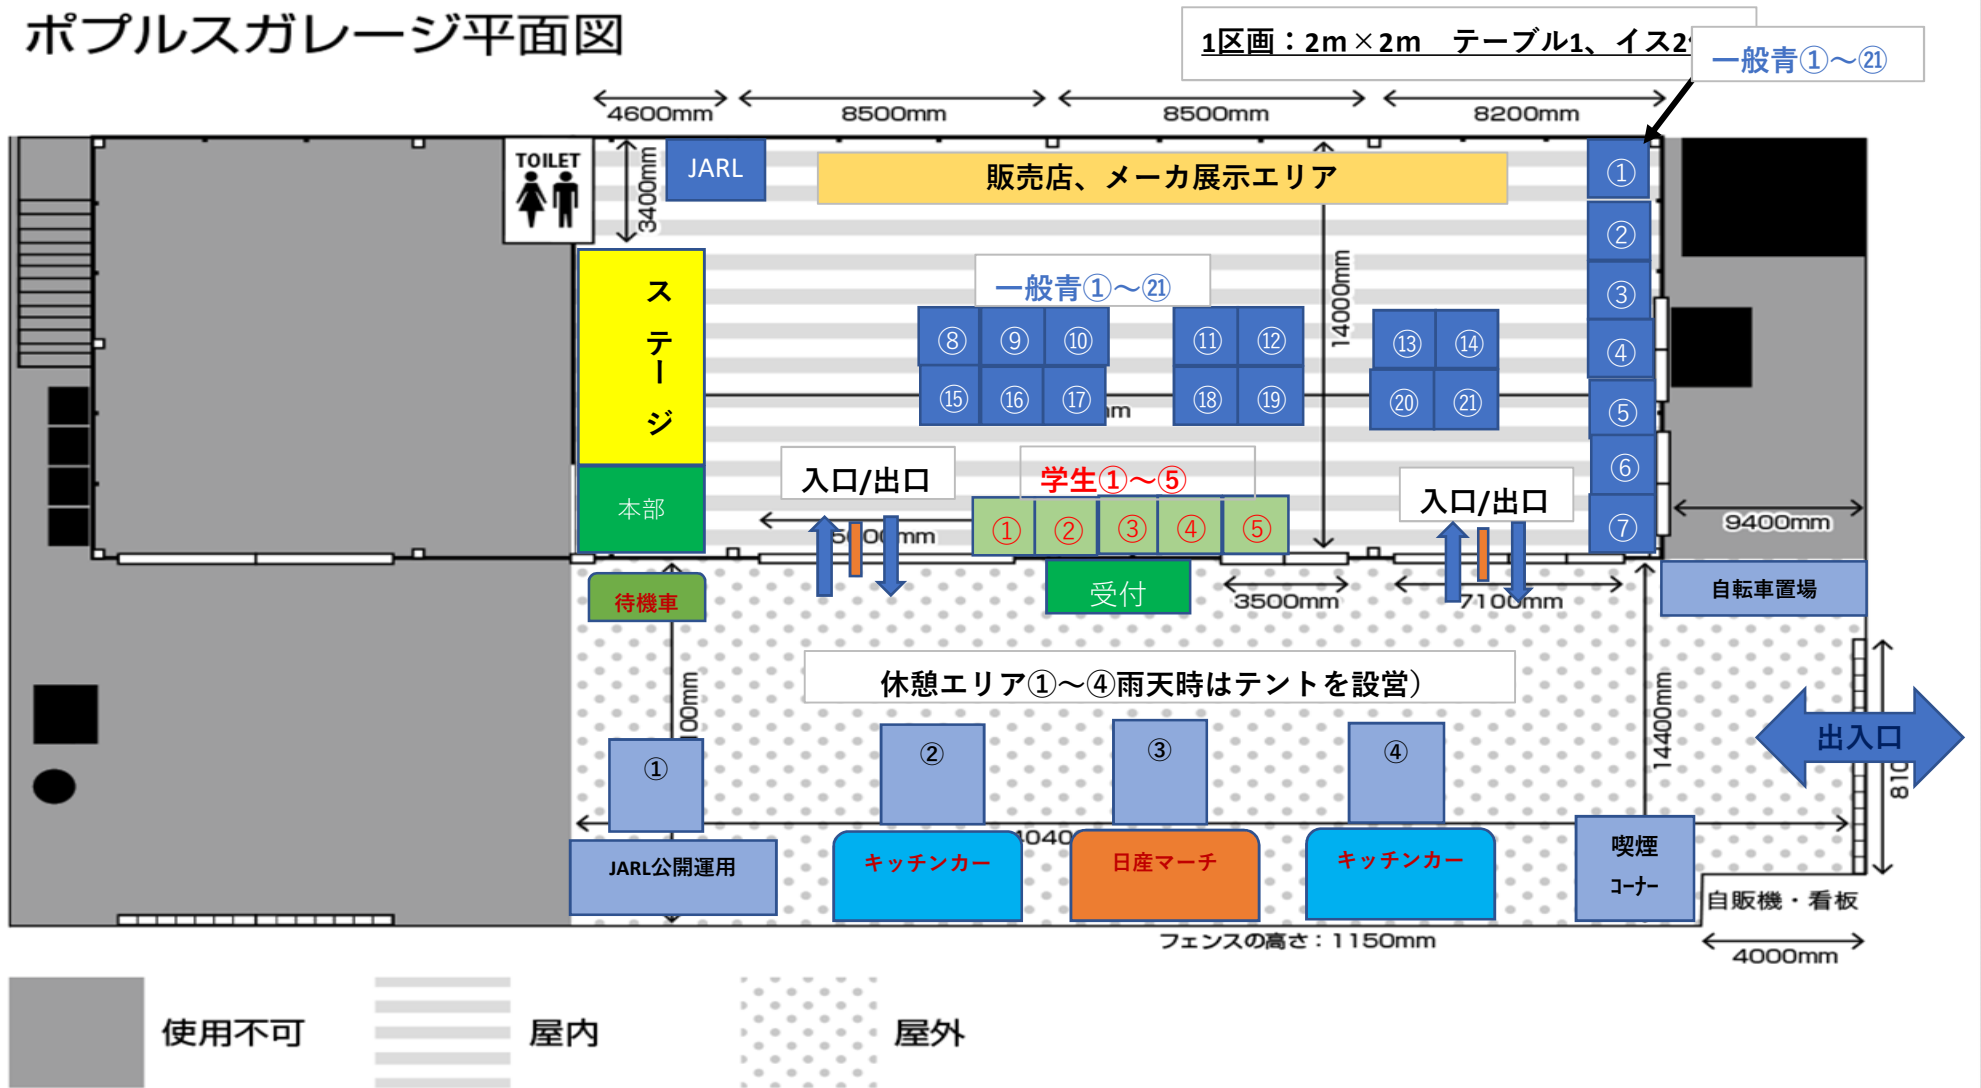 ポプルスガレージ平面図
1区画：2m×2m　テーブル1、イス2
一般青①～㉑
4600mm
8500mm
8500mm
8200mm
TOILET
3400mm
JARL
販売店、メーカ展示エリア
①
②
③
④
⑤
⑥
⑦
14000mm
ステージ
一般青①～㉑
⑧ ⑨ ⑩ ⑪ ⑫ ⑬ ⑭
⑮ ⑯ ⑰ ⑱ ⑲ ⑳ ㉑
本部
入口/出口
学生①～⑤
入口/出口
① ② ③ ④ ⑤
9400mm
待機車
受付
3500mm
7100mm
自転車置場
休憩エリア①～④雨天時はテントを設営）
14400mm
出入口
① ② ③ ④
JARL公開運用
キッチンカー
日産マーチ
キッチンカー
喫煙
コーナー
自販機・看板
フェンスの高さ：1150mm
4000mm
使用不可
屋内
屋外